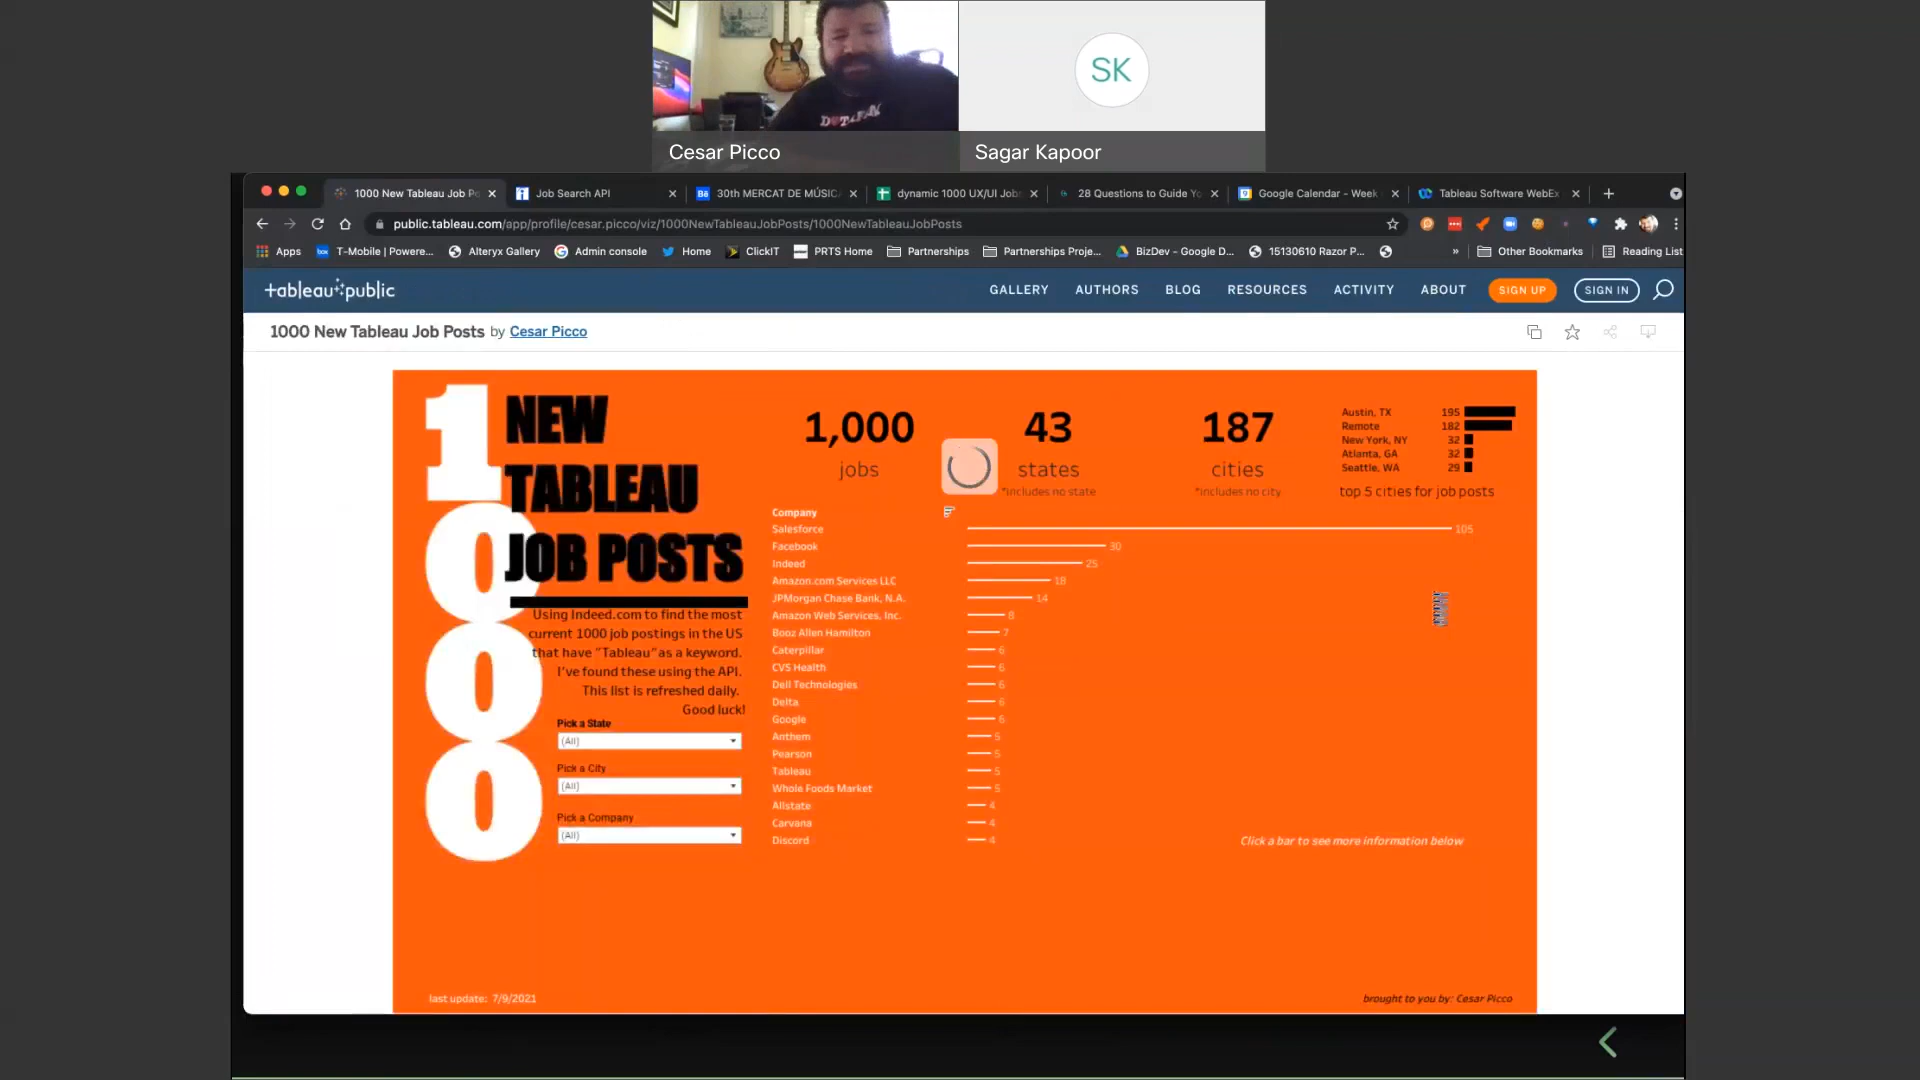 SK
Cesar Picco
Sagar Kapoor
1000 New Tableau Job Po
Job Search API
Bē
30th MERCAT DE MÚSIC
dynamic 1000 UX/UI Job
28 Questions to Guide Yo
Google Calendar - Week
Tableau Software WebEx
public.tableau.com/app/profile/cesar.picco/viz/1000NewTableauJobPosts/1000NewTableauJobPosts
Apps
box
T-Mobile | Powere...
Alteryx Gallery
Admin console
Home
ClickIT
PRTS Home
Partnerships
Partnerships Proje...
BizDev - Google D...
15130610 Razor P...
»
Other Bookmarks
Reading List
+ableau public
GALLERY
AUTHORS
BLOG
RESOURCES
ACTIVITY
ABOUT
SIGN UP
SIGN IN
1000 New Tableau Job Posts by Cesar Picco
1000
NEW
TABLEAU
JOB POSTS
Using Indeed.com to find the most
current 1000 job postings in the US
that have "Tableau" as a keyword.
I've found these using the API.
This list is refreshed daily.
Good luck!
Pick a State
(All)
Pick a City
(All)
Pick a Company
(All)
1,000
jobs
43
states
*includes no state
187
cities
*includes no city
Austin, TX 195
Remote 182
New York, NY 32
Atlanta, GA 32
Seattle, WA 29
top 5 cities for job posts
Company
Salesforce 105
Facebook 30
Indeed 25
Amazon.com Services LLC 18
JPMorgan Chase Bank, N.A. 14
Amazon Web Services, Inc. 8
Booz Allen Hamilton 7
Caterpillar 6
CVS Health 6
Dell Technologies 6
Delta 6
Google 6
Anthem 5
Pearson 5
Tableau 5
Whole Foods Market 5
Allstate 4
Carvana 4
Discord 4
Click a bar to see more information below
last update: 7/9/2021
brought to you by: Cesar Picco